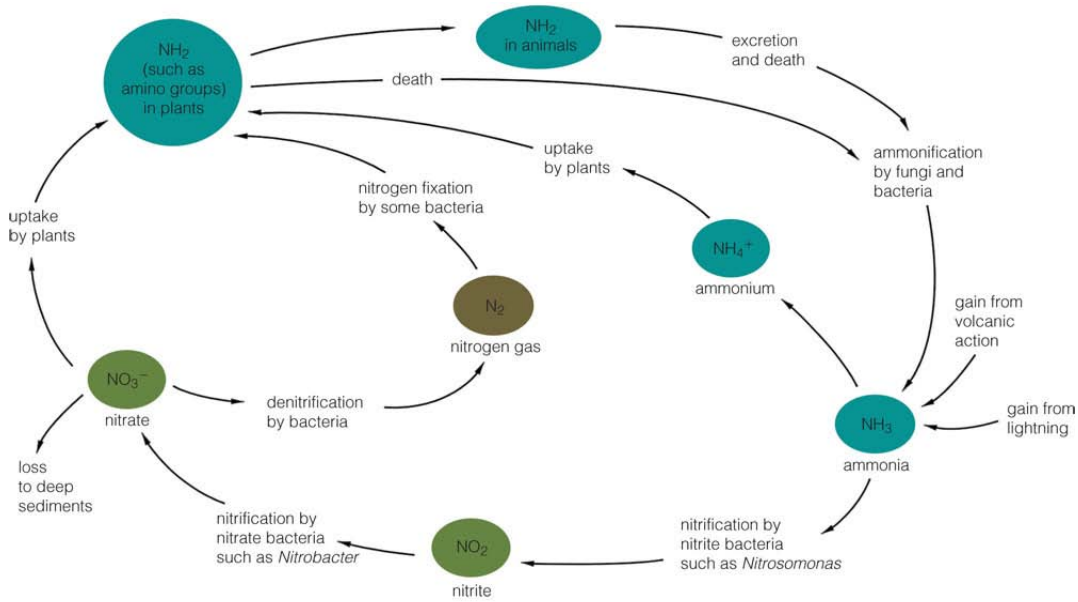 NH₂
(such as
amino groups)
in plants
NH₂
in animals
excretion
and death
death
uptake
by plants
ammonification
by fungi and
bacteria
nitrogen fixation
by some bacteria
uptake
by plants
NH₄⁺
ammonium
N₂
nitrogen gas
gain from
volcanic
action
NO₃⁻
nitrate
denitrification
by bacteria
NH₃
ammonia
gain from
lightning
loss
to deep
sediments
nitrification by
nitrate bacteria
such as Nitrobacter
NO₂
nitrite
nitrification by
nitrite bacteria
such as Nitrosomonas